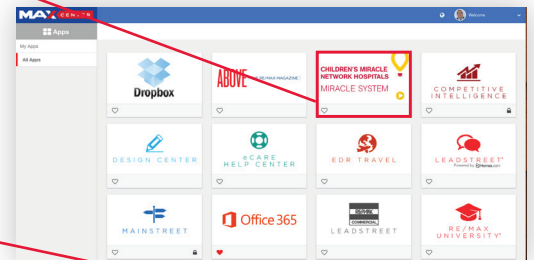 MAX CENTER
Welcome
Apps
My Apps
All Apps
Dropbox
ABOVE
MAGAZINE
CHILDREN'S MIRACLE
NETWORK HOSPITALS
MIRACLE SYSTEM
COMPETITIVE
INTELLIGENCE
DESIGN CENTER
eCARE
HELP CENTER
EDR TRAVEL
LEADSTREET
Powered by Homes.com
MAINSTREET
Office 365
RE/MAX
COMMERCIAL
LEADSTREET
RE/MAX
UNIVERSITY